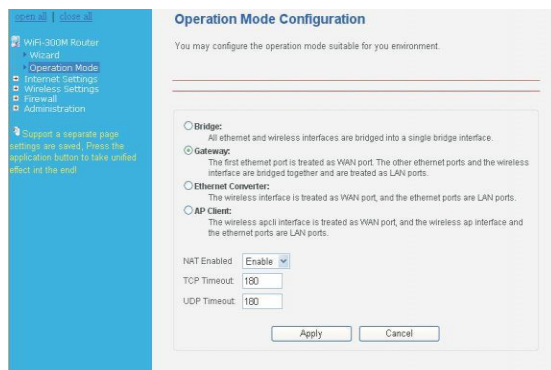 open all | close all
WiFi-300M Router
Wizard
Operation Mode
Internet Settings
Wireless Settings
Firewall
Administration
Support a separate page
settings are saved, Press the
application button to take unified
effect int the end!
Operation Mode Configuration
You may configure the operation mode suitable for you environment.
Bridge:
All ethernet and wireless interfaces are bridged into a single bridge interface.
Gateway:
The first ethernet port is treated as WAN port. The other ethernet ports and the wireless
interface are bridged together and are treated as LAN ports.
Ethernet Converter:
The wireless interface is treated as WAN port, and the ethernet ports are LAN ports.
AP Client:
The wireless apcli interface is treated as WAN port, and the wireless ap interface and
the ethernet ports are LAN ports.
NAT Enabled Enable
TCP Timeout: 180
UDP Timeout: 180
Apply Cancel